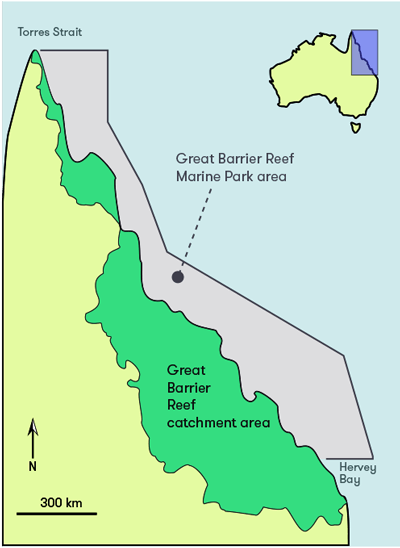 Torres Strait
Great Barrier Reef
Marine Park area
Great
Barrier
Reef
catchment area
N
300 km
Hervey
Bay